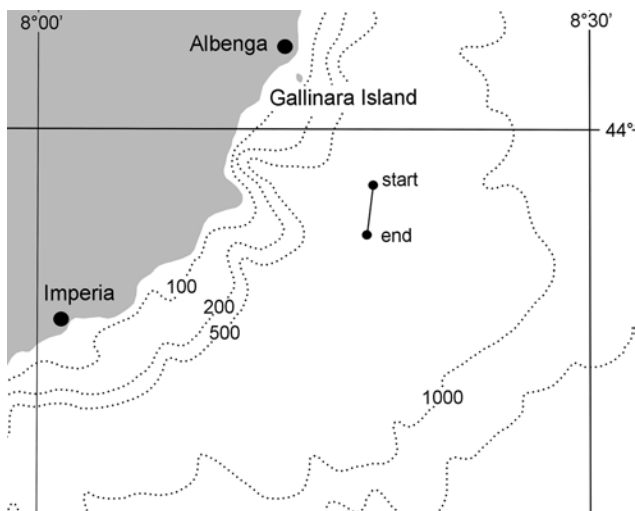 8°00’
8°30’
Albenga
Gallinara Island
44°
start
end
Imperia
100
200
500
1000